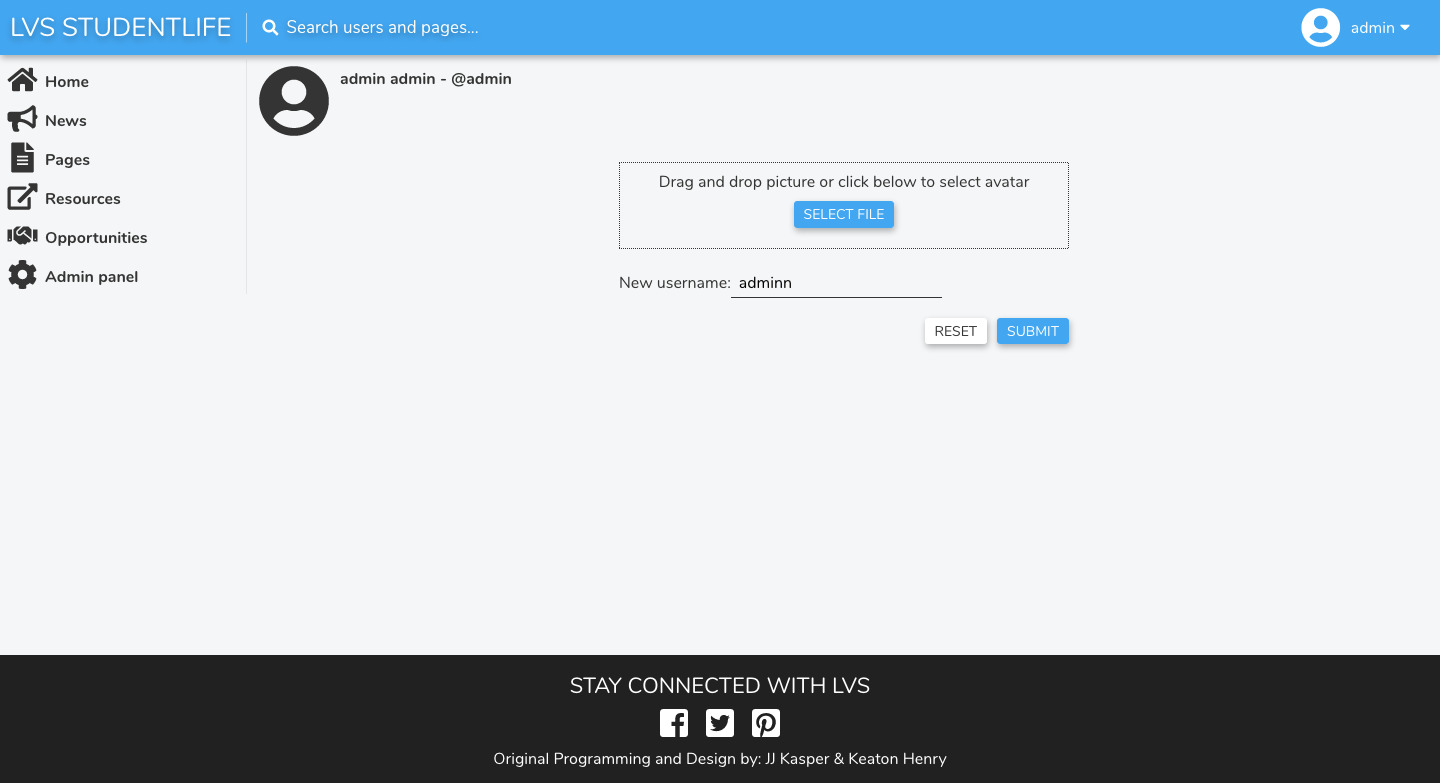 LVS STUDENTLIFE
Search users and pages...
admin
Home
News
Pages
Resources
Opportunities
Admin panel
admin admin - @admin
Drag and drop picture or click below to select avatar
SELECT FILE
New username: adminn
RESET SUBMIT
STAY CONNECTED WITH LVS
Original Programming and Design by: JJ Kasper & Keaton Henry